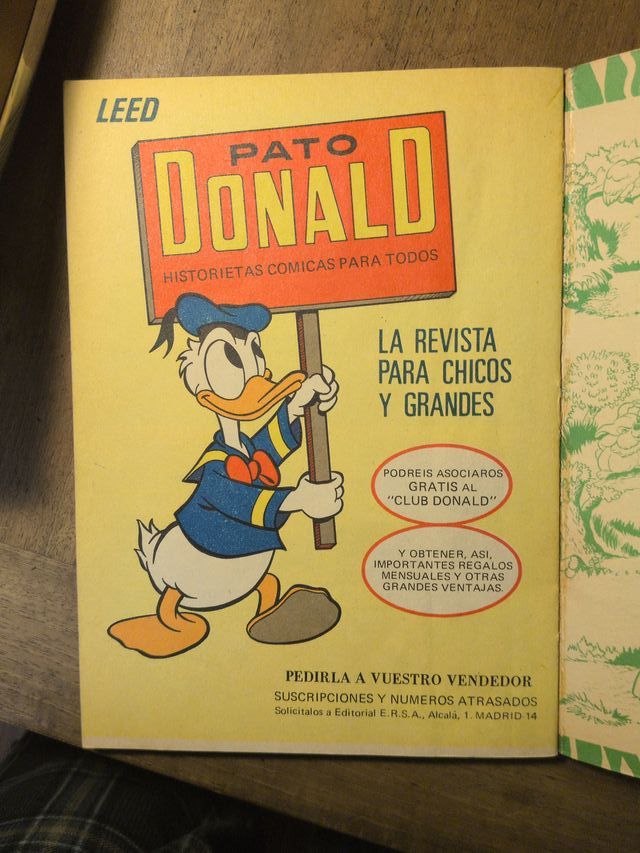 LEED
PATO
DONALD
HISTORIETAS COMICAS PARA TODOS
LA REVISTA
PARA CHICOS
Y GRANDES
PODREIS ASOCIAROS
GRATIS AL
"CLUB DONALD"
Y OBTENER, ASI,
IMPORTANTES REGALOS
MENSUALES Y OTRAS
GRANDES VENTAJAS.
PEDIRLA A VUESTRO VENDEDOR
SUSCRIPCIONES Y NUMEROS ATRASADOS
Solicítalos a Editorial E.R.S.A., Alcalá, 1. MADRID 14